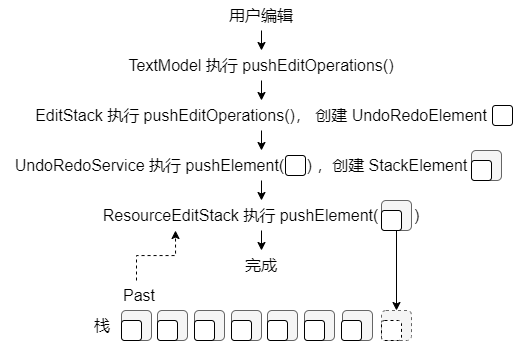 用户编辑
TextModel 执行 pushEditOperations()
EditStack 执行 pushEditOperations()， 创建 UndoRedoElement
UndoRedoService 执行 pushElement( ) ，创建 StackElement
ResourceEditStack 执行 pushElement( )
完成
Past
栈